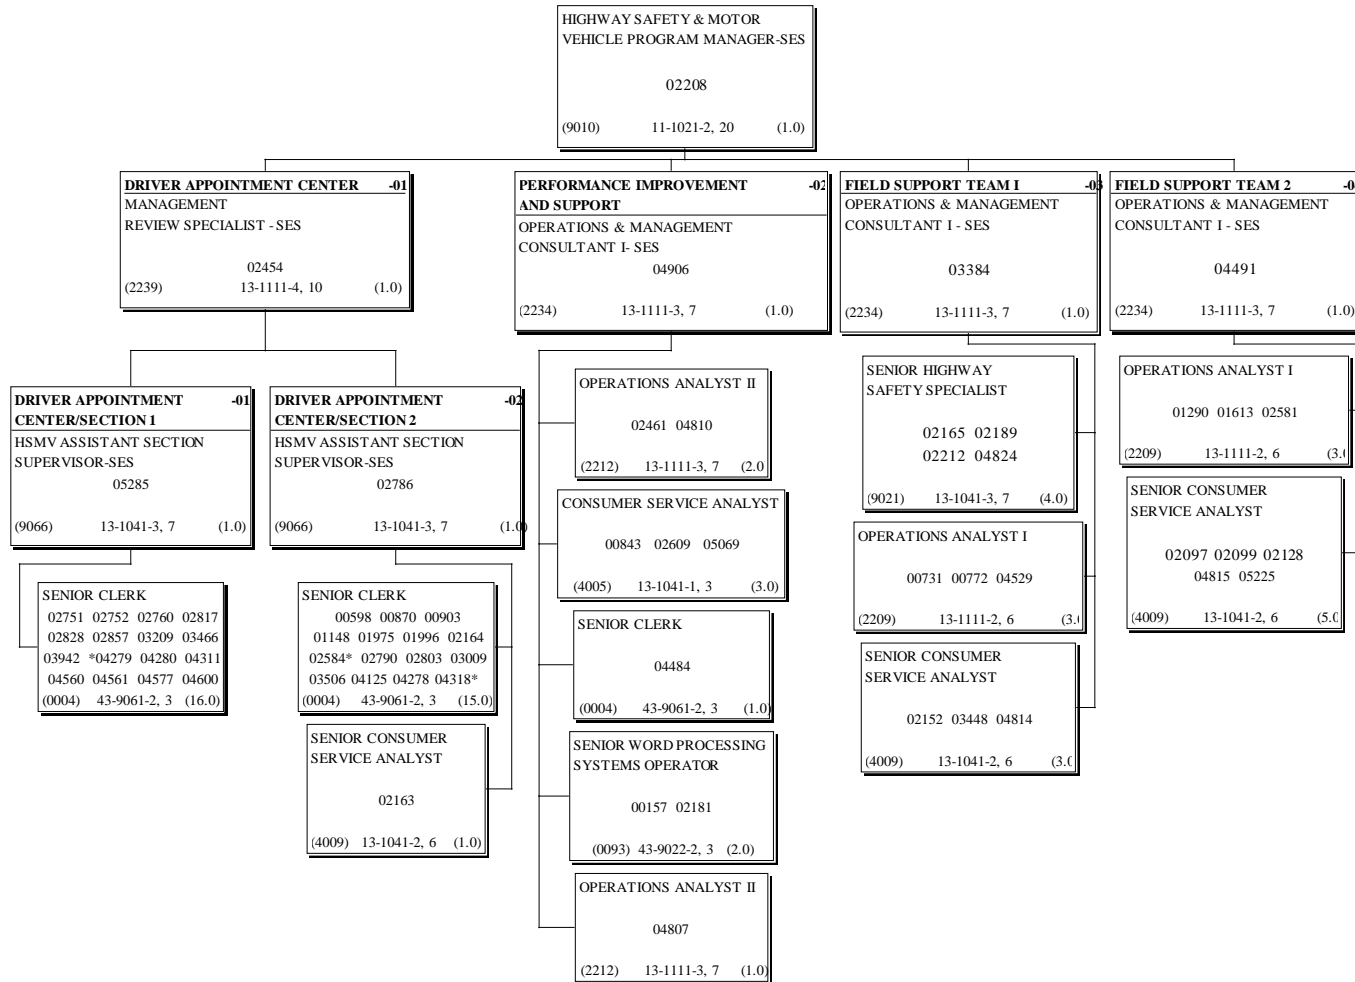 HIGHWAY SAFETY & MOTOR
VEHICLE PROGRAM MANAGER-SES
02208
(9010) 11-1021-2, 20 (1.0)
DRIVER APPOINTMENT CENTER -01
MANAGEMENT
REVIEW SPECIALIST - SES
02454
(2239) 13-1111-4, 10 (1.0)
PERFORMANCE IMPROVEMENT -02
AND SUPPORT
OPERATIONS & MANAGEMENT
CONSULTANT I- SES
04906
(2234) 13-1111-3, 7 (1.0)
FIELD SUPPORT TEAM I -03
OPERATIONS & MANAGEMENT
CONSULTANT I - SES
03384
(2234) 13-1111-3, 7 (1.0)
FIELD SUPPORT TEAM 2
OPERATIONS & MANAGEMENT
CONSULTANT I - SES
04491
(2234) 13-1111-3, 7 (1.0)
DRIVER APPOINTMENT -01
CENTER/SECTION 1
HSMV ASSISTANT SECTION
SUPERVISOR-SES
05285
(9066) 13-1041-3, 7 (1.0)
DRIVER APPOINTMENT -02
CENTER/SECTION 2
HSMV ASSISTANT SECTION
SUPERVISOR-SES
02786
(9066) 13-1041-3, 7 (1.0)
SENIOR CLERK
02751 02752 02760 02817
02828 02857 03209 03466
03942 *04279 04280 04311
04560 04561 04577 04600
(0004) 43-9061-2, 3 (16.0)
SENIOR CLERK
00598 00870 00903
01148 01975 01996 02164
02584* 02790 02803 03009
03506 04125 04278 04318*
(0004) 43-9061-2, 3 (15.0)
SENIOR CONSUMER
SERVICE ANALYST
02163
(4009) 13-1041-2, 6 (1.0)
OPERATIONS ANALYST II
02461 04810
(2212) 13-1111-3, 7 (2.0
CONSUMER SERVICE ANALYST
00843 02609 05069
(4005) 13-1041-1, 3 (3.0)
SENIOR CLERK
04484
(0004) 43-9061-2, 3 (1.0)
SENIOR WORD PROCESSING
SYSTEMS OPERATOR
00157 02181
(0093) 43-9022-2, 3 (2.0)
OPERATIONS ANALYST II
04807
(2212) 13-1111-3, 7 (1.0)
SENIOR HIGHWAY
SAFETY SPECIALIST
02165 02189
02212 04824
(9021) 13-1041-3, 7 (4.0)
OPERATIONS ANALYST I
00731 00772 04529
(2209) 13-1111-2, 6 (3.(
SENIOR CONSUMER
SERVICE ANALYST
02152 03448 04814
(4009) 13-1041-2, 6 (3.(
OPERATIONS ANALYST I
01290 01613 02581
(2209) 13-1111-2, 6 (3.(
SENIOR CONSUMER
SERVICE ANALYST
02097 02099 02128
04815 05225
(4009) 13-1041-2, 6 (5.(